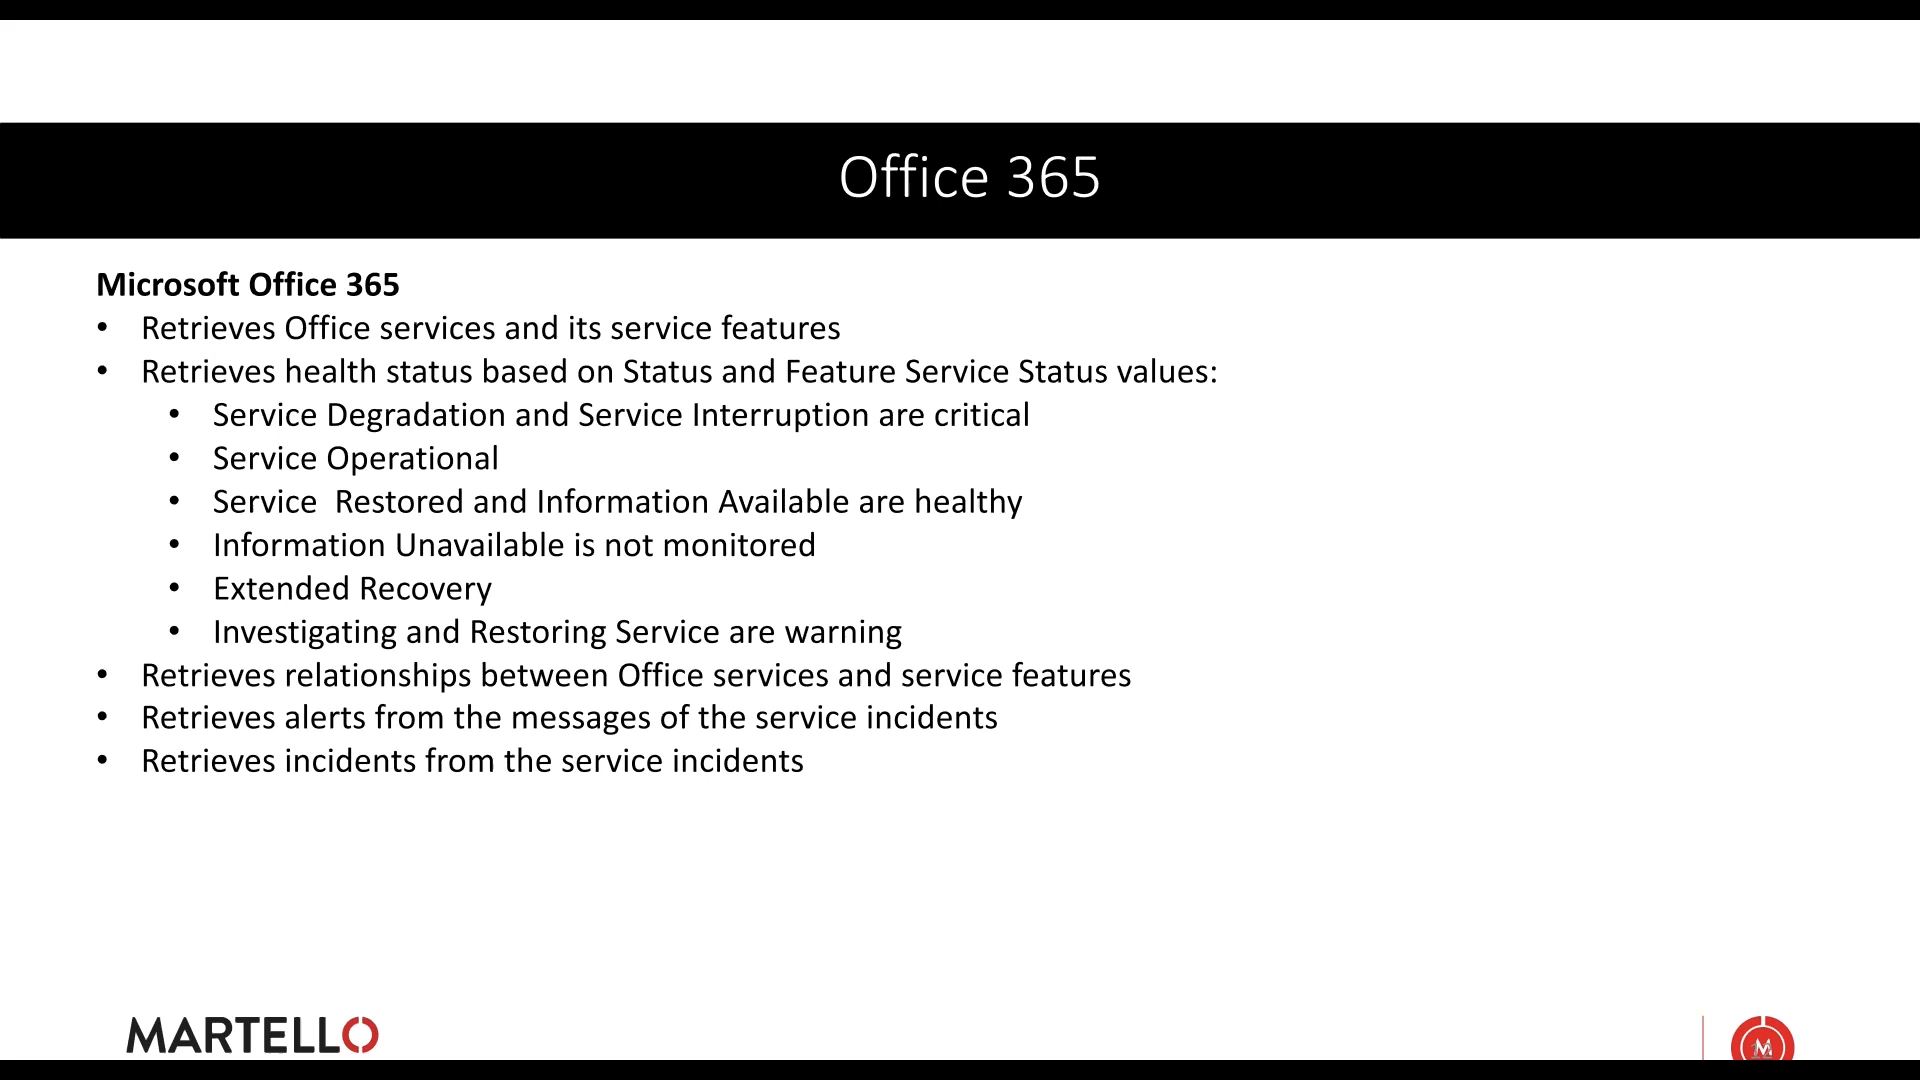 Office 365
Microsoft Office 365
• Retrieves Office services and its service features
• Retrieves health status based on Status and Feature Service Status values:
• Service Degradation and Service Interruption are critical
• Service Operational
• Service  Restored and Information Available are healthy
• Information Unavailable is not monitored
• Extended Recovery
• Investigating and Restoring Service are warning
• Retrieves relationships between Office services and service features
• Retrieves alerts from the messages of the service incidents
• Retrieves incidents from the service incidents
MARTELLO
M